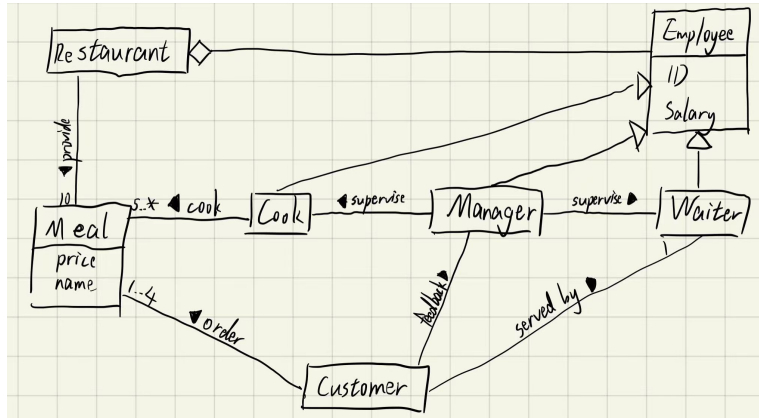 Restaurant
Employee
ID
Salary
provide
10
Meal
price
name
5..*
cook
Cook
supervise
Manager
supervise
Waiter
1
1..4
order
feedback
served by
Customer